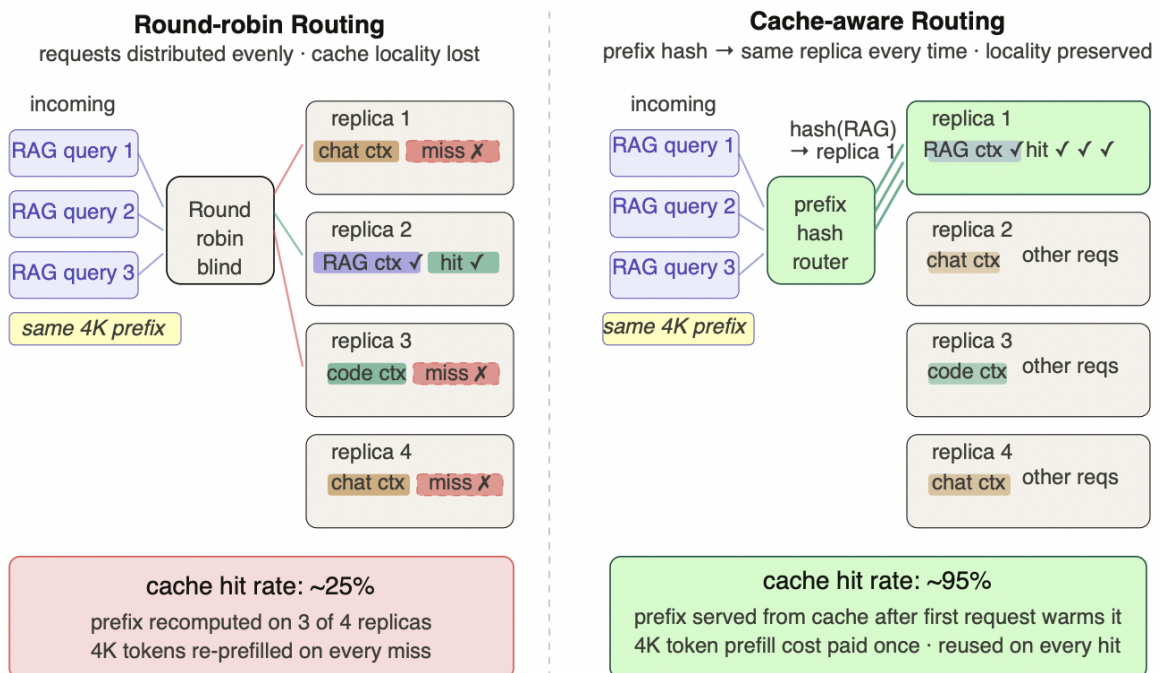 Round-robin Routing
requests distributed evenly · cache locality lost
incoming
RAG query 1
RAG query 2
RAG query 3
same 4K prefix
Round
robin
blind
replica 1
chat ctx miss ✗
replica 2
RAG ctx ✓ hit ✓
replica 3
code ctx miss ✗
replica 4
chat ctx miss ✗
cache hit rate: ~25%
prefix recomputed on 3 of 4 replicas
4K tokens re-prefilled on every miss
Cache-aware Routing
prefix hash → same replica every time · locality preserved
incoming
RAG query 1
RAG query 2
RAG query 3
same 4K prefix
hash(RAG)
→ replica 1
prefix
hash
router
replica 1
RAG ctx ✓ hit ✓ ✓ ✓
replica 2
chat ctx other reqs
replica 3
code ctx other reqs
replica 4
chat ctx other reqs
cache hit rate: ~95%
prefix served from cache after first request warms it
4K token prefill cost paid once · reused on every hit